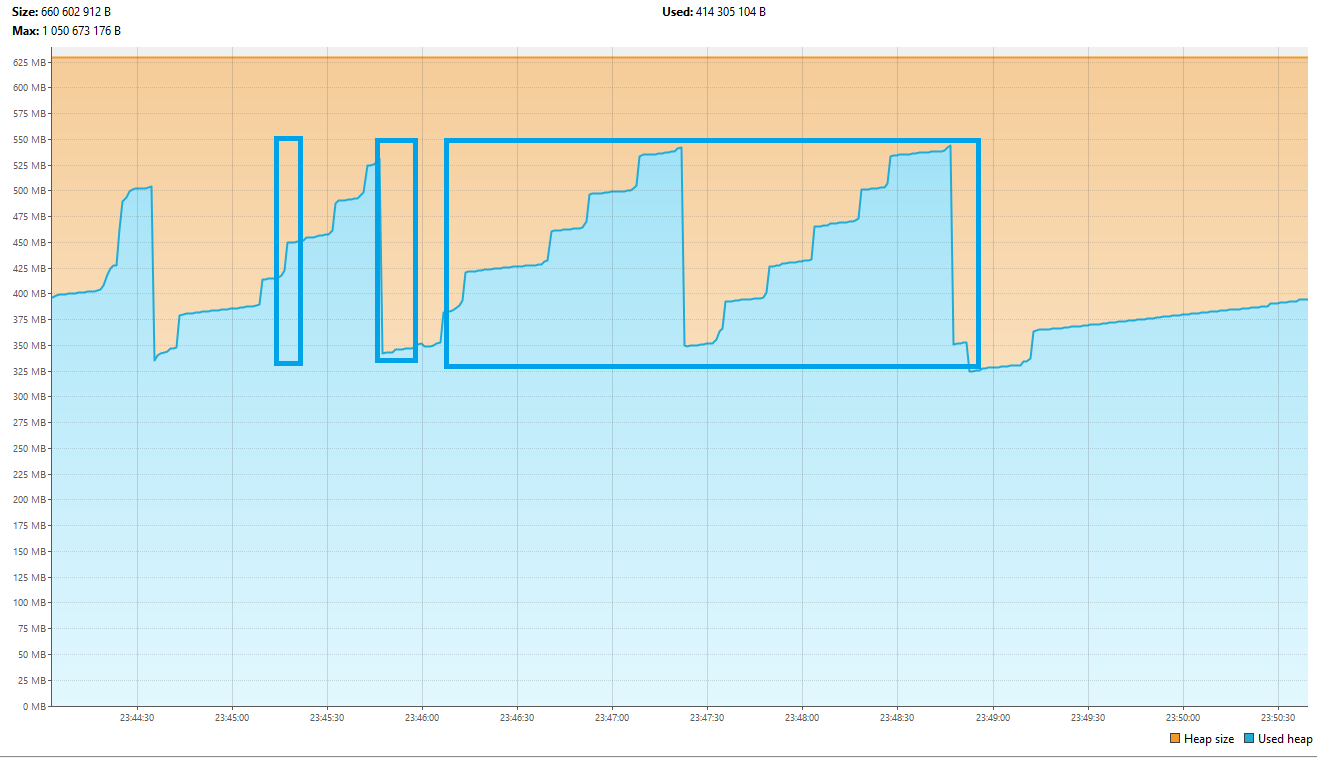 Size: 660 602 912 B
Used: 414 305 104 B
Max: 1 050 673 176 B
625 MB
600 MB
575 MB
550 MB
525 MB
500 MB
475 MB
450 MB
425 MB
400 MB
375 MB
350 MB
325 MB
300 MB
275 MB
250 MB
225 MB
200 MB
175 MB
150 MB
125 MB
100 MB
75 MB
50 MB
25 MB
0 MB
23:44:30 23:45:00 23:45:30 23:46:00 23:46:30 23:47:00 23:47:30 23:48:00 23:48:30 23:49:00 23:49:30 23:50:00 23:50:30
Heap size Used heap